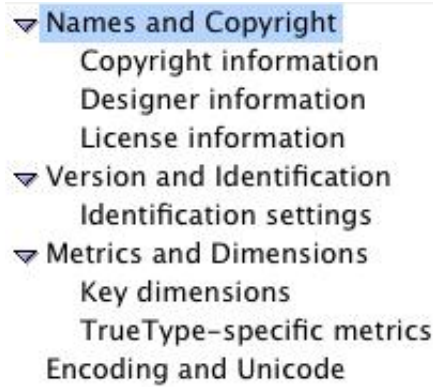 Names and Copyright
Copyright information
Designer information
License information
Version and Identification
Identification settings
Metrics and Dimensions
Key dimensions
TrueType-specific metrics
Encoding and Unicode